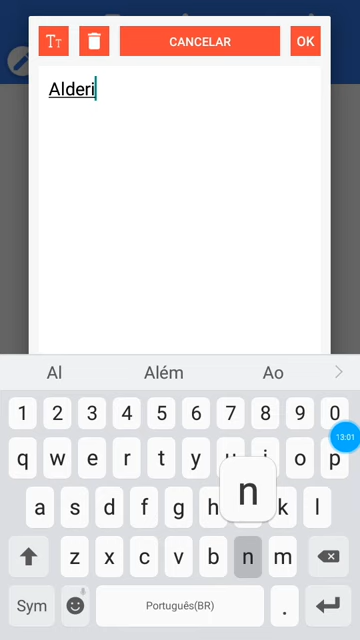 TT
CANCELAR
OK
Alderi
Al Além Ao
1 2 3 4 5 6 7 8 9 0
13:01
q w e r t y u i o p
a s d f g h k l
n
z x c v b n m
Sym Português(BR) .